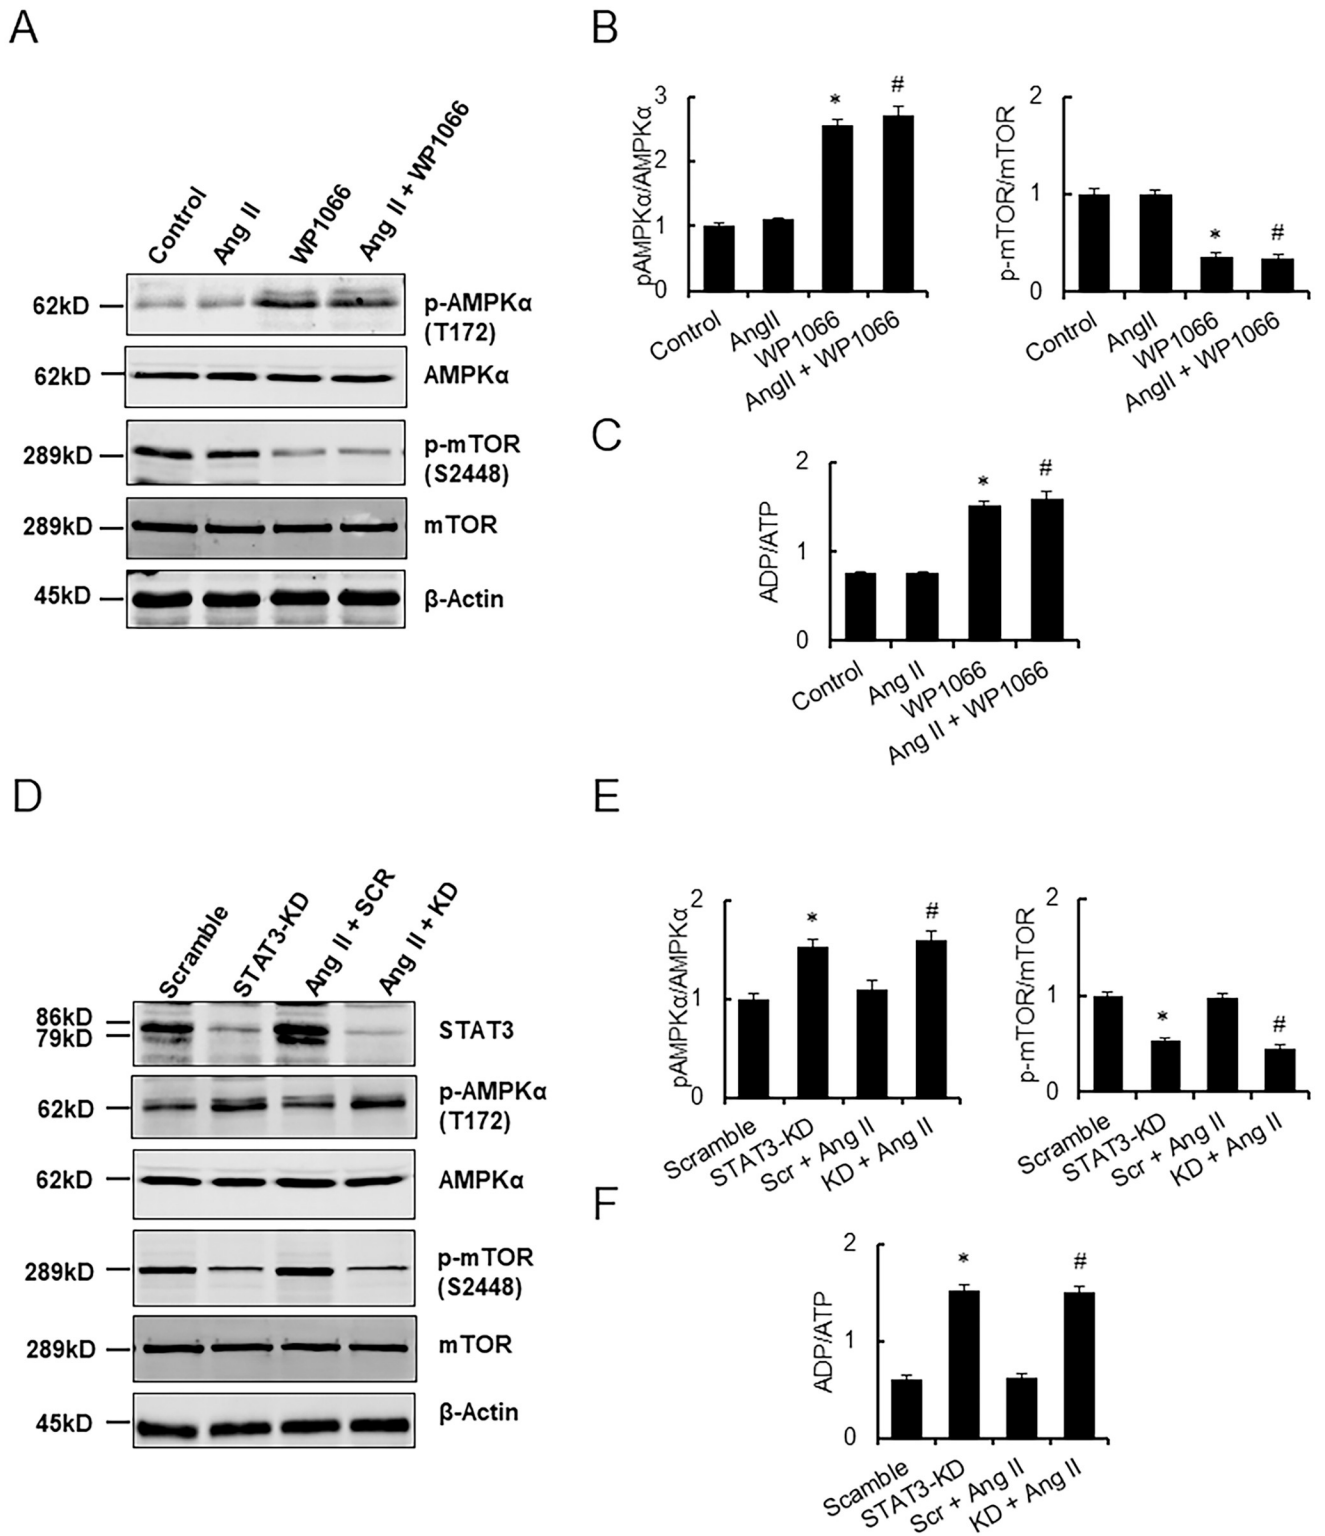 A
Control
Ang II
WP1066
Ang II + WP1066
62kD
p-AMPKα
(T172)
62kD
AMPKα
289kD
p-mTOR
(S2448)
289kD
mTOR
45kD
β-Actin
B
pAMPKα/AMPKα
3
2
1
0
*
#
Control
AngII
WP1066
AngII + WP1066
p-mTOR/mTOR
2
1
0
*
#
Control
AngII
WP1066
AngII + WP1066
C
ADP/ATP
2
1
0
*
#
Control
Ang II
WP1066
Ang II + WP1066
D
Scramble
STAT3-KD
Ang II + SCR
Ang II + KD
86kD
79kD
STAT3
62kD
p-AMPKα
(T172)
62kD
AMPKα
289kD
p-mTOR
(S2448)
289kD
mTOR
45kD
β-Actin
E
pAMPKα/AMPKα
2
1
0
*
#
Scramble
STAT3-KD
Scr + Ang II
KD + Ang II
p-mTOR/mTOR
2
1
0
*
#
Scramble
STAT3-KD
Scr + Ang II
KD + Ang II
F
ADP/ATP
2
1
0
*
#
Scamble
STAT3-KD
Scr + Ang II
KD + Ang II